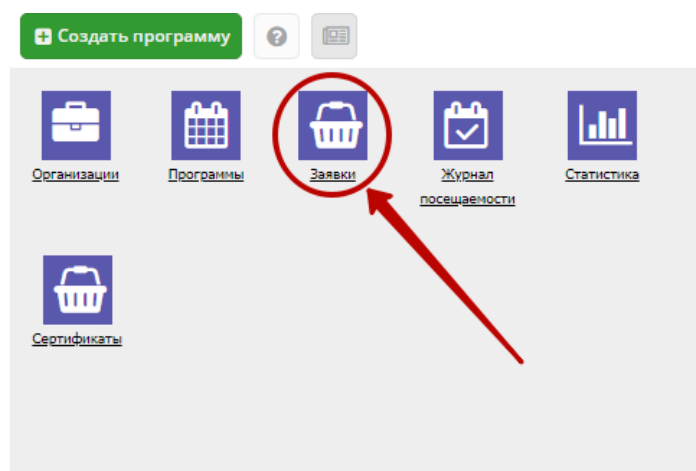 Создать программу
Организации
Программы
Заявки
Журнал
посещаемости
Статистика
Сертификаты